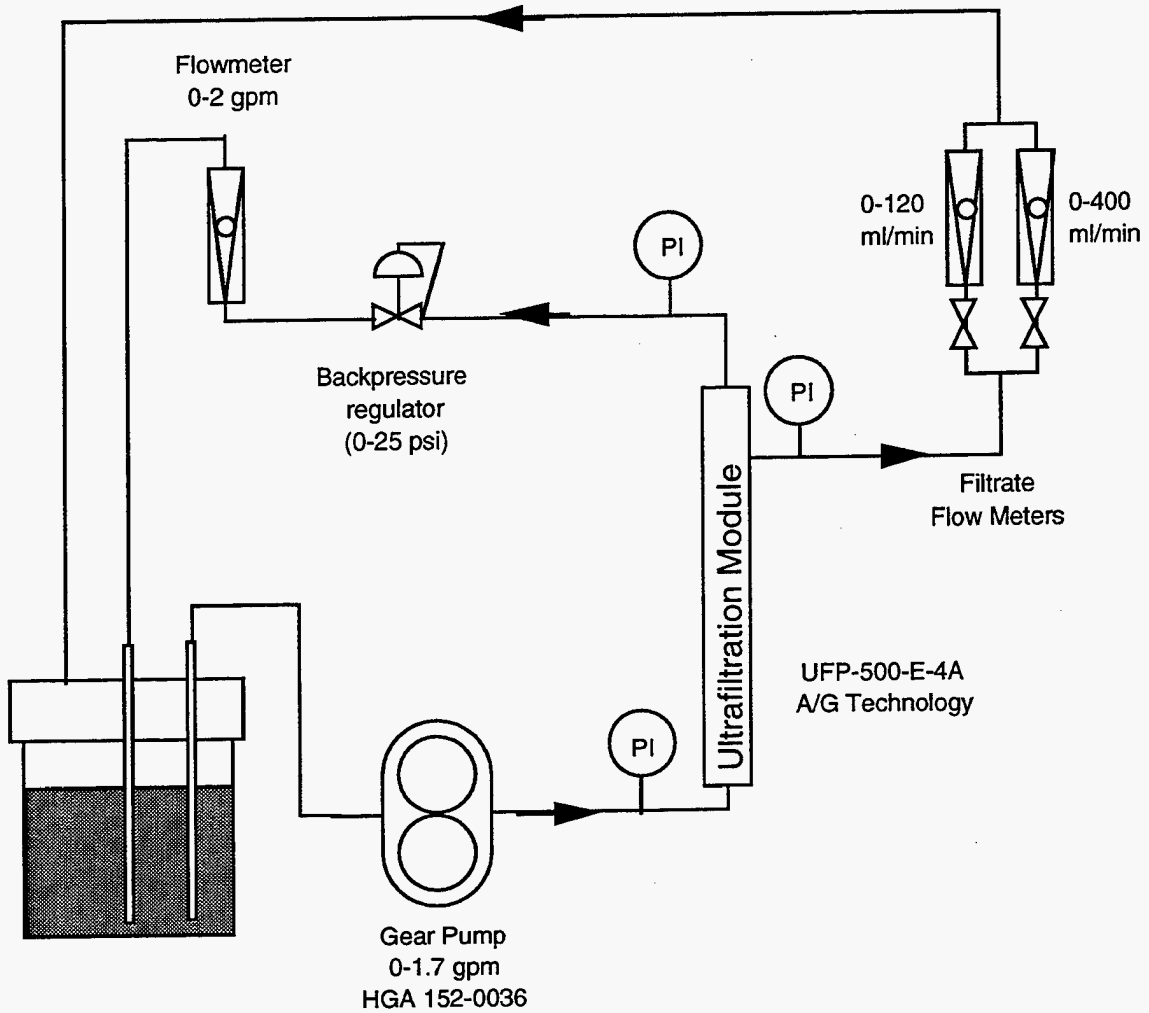 Flowmeter
0-2 gpm
0-120
ml/min
0-400
ml/min
PI
Backpressure
regulator
(0-25 psi)
PI
Filtrate
Flow Meters
Ultrafiltration Module
UFP-500-E-4A
A/G Technology
PI
Gear Pump
0-1.7 gpm
HGA 152-0036